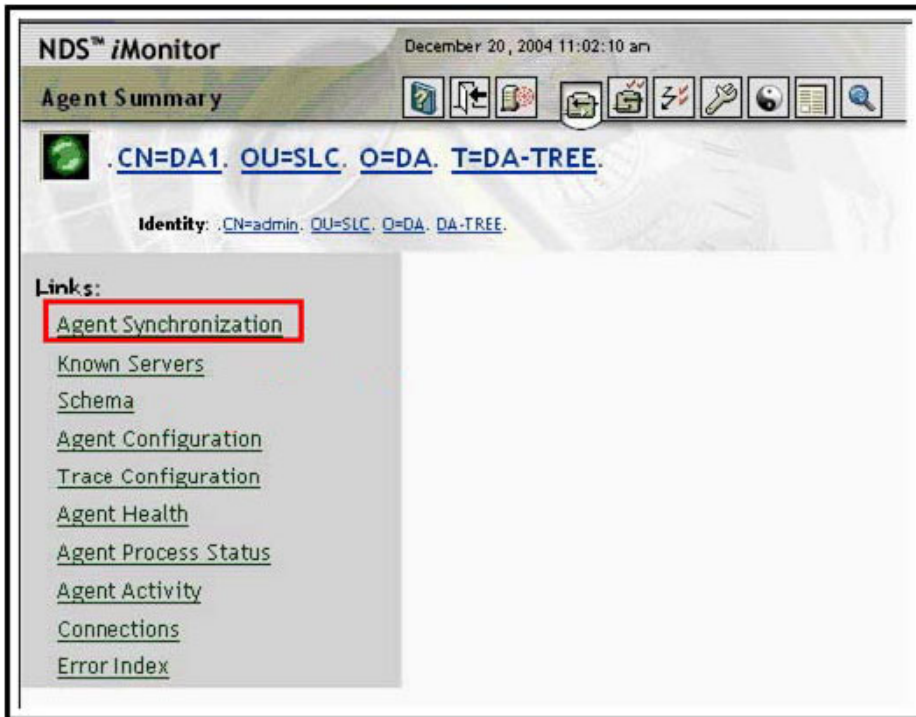 NDS™ iMonitor
December 20, 2004 11:02:10 am
Agent Summary
.CN=DA1. OU=SLC. O=DA. T=DA-TREE.
Identity: .CN=admin. OU=SLC. O=DA. DA-TREE.
Links:
Agent Synchronization
Known Servers
Schema
Agent Configuration
Trace Configuration
Agent Health
Agent Process Status
Agent Activity
Connections
Error Index